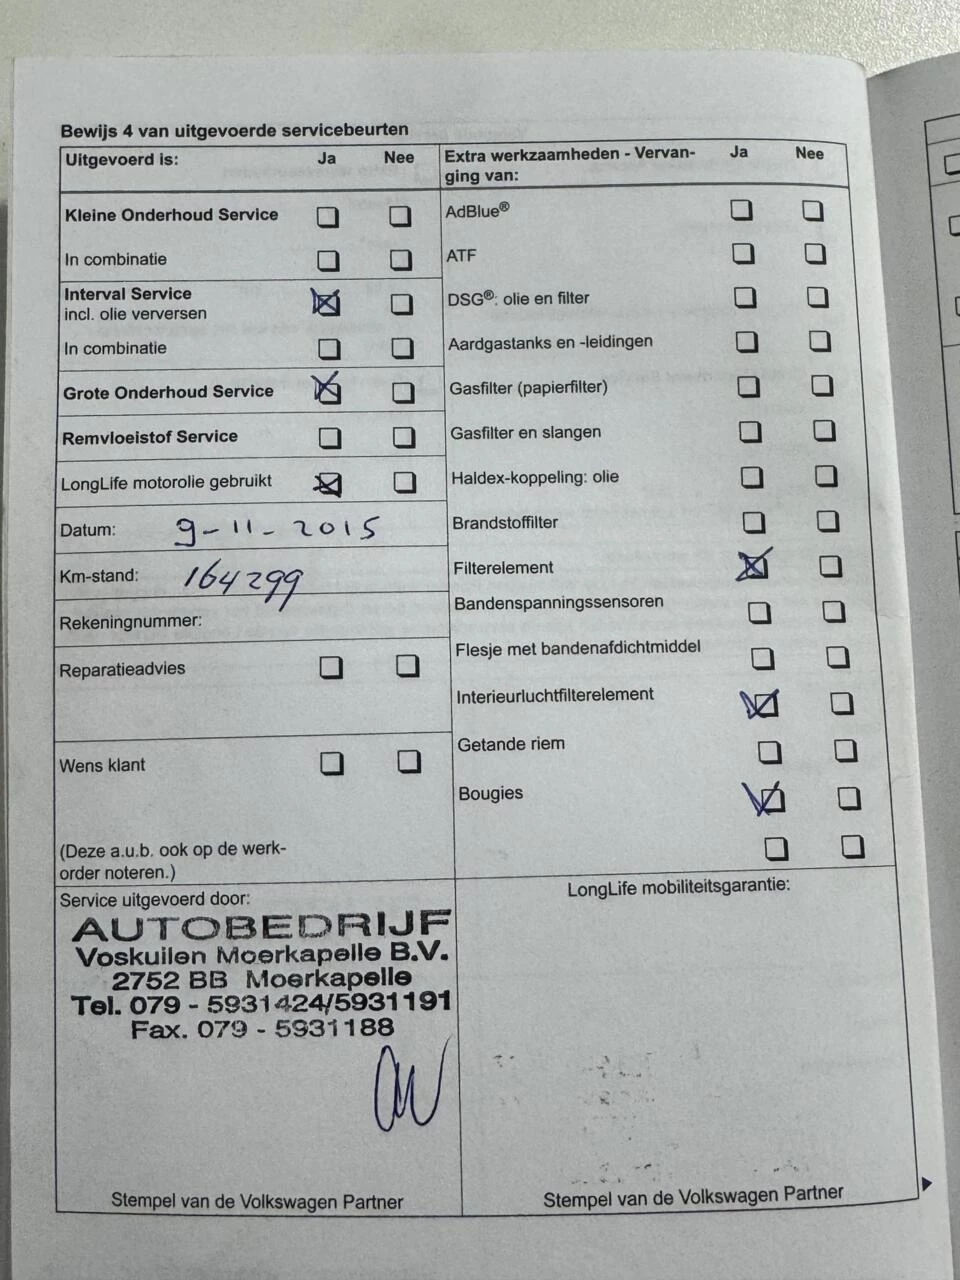 Bewijs 4 van uitgevoerde servicebeurten
Uitgevoerd is: Ja Nee
Kleine Onderhoud Service
In combinatie
Interval Service
incl. olie verversen
In combinatie
Grote Onderhoud Service
Remvloeistof Service
LongLife motorolie gebruikt
Datum: 9-11-2015
Km-stand: 164299
Rekeningnummer:
Reparatieadvies
Wens klant
(Deze a.u.b. ook op de werk-
order noteren.)
Extra werkzaamheden - Vervan-
ging van: Ja Nee
AdBlue®
ATF
DSG®: olie en filter
Aardgastanks en -leidingen
Gasfilter (papierfilter)
Gasfilter en slangen
Haldex-koppeling: olie
Brandstoffilter
Filterelement
Bandenspanningssensoren
Flesje met bandenafdichtmiddel
Interieurluchtfilterelement
Getande riem
Bougies
Service uitgevoerd door:
AUTOBEDRIJF
Voskuilen Moerkapelle B.V.
2752 BB Moerkapelle
Tel. 079 - 5931424/5931191
Fax. 079 - 5931188
Stempel van de Volkswagen Partner
LongLife mobiliteitsgarantie:
Stempel van de Volkswagen Partner